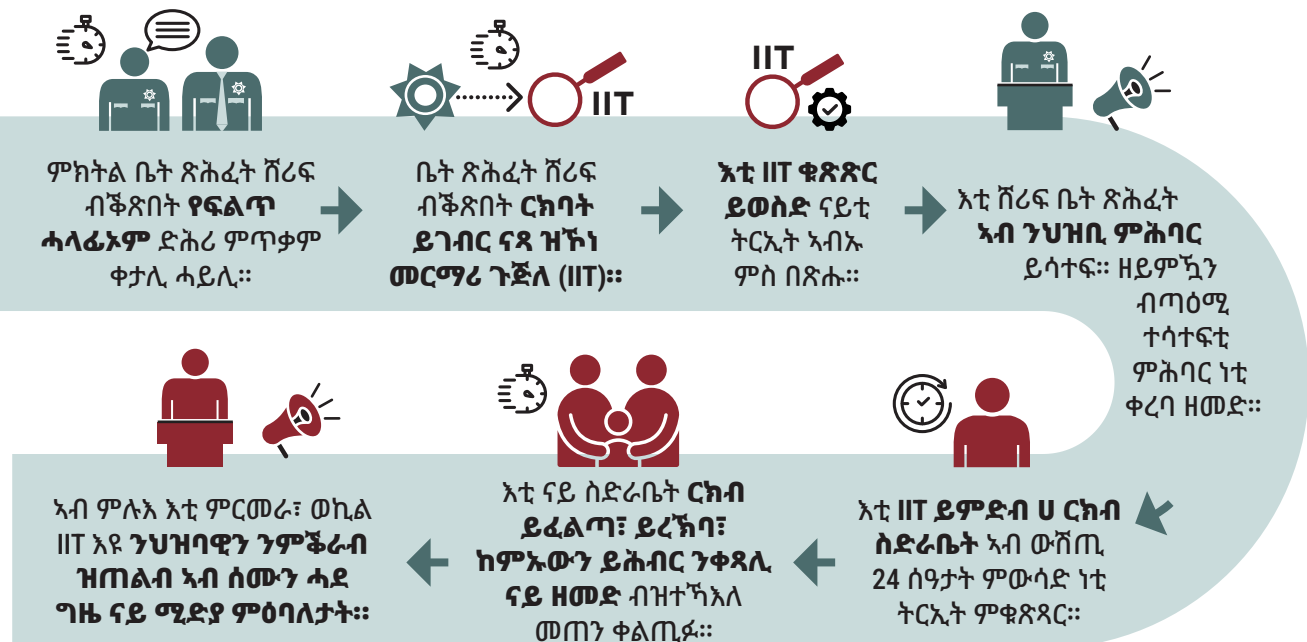 IIT
IIT
ምክትል ቤት ጽሕፈት ሸሪፍ
ብቕጽበት የፍልጥ
ሓላፊኦም ድሕሪ ምጥቃም
ቀታሊ ሓይሊ።
ቤት ጽሕፈት ሸሪፍ
ብቕጽበት ርክባት
ይገብር ናጻ ዝኾነ
መርማሪ ጉጅለ (IIT)።
እቲ IIT ቁጽጽር
ይወስድ ናይቲ
ትርኢት ኣብኡ
ምስ በጽሑ።
እቲ ሸሪፍ ቤት ጽሕፈት
ኣብ ንህዝቢ ምሕባር
ይሳተፍ። ዘይምዃን
ብጣዕሚ
ተሳተፍቲ
ምሕባር ነቲ
ቀረባ ዘመድ።
እቲ IIT ይምድብ ሀ ርክብ
ስድራቤት ኣብ ውሽጢ
24 ሰዓታት ምውሳድ ነቲ
ትርኢት ምቁጽጻር።
እቲ ናይ ስድራቤት ርክብ
ይፈልጣ፣ ይረኽባ፣
ከምኡውን ይሕብር ንቀጻሊ
ናይ ዘመድ ብዝተኻእለ
መጠን ቀልጢፉ።
ኣብ ምሉእ እቲ ምርመራ፣ ወኪል
IIT እዩ ንህዝባዊን ንምቕራብ
ዝጠልብ ኣብ ሰሙን ሓደ
ግዜ ናይ ሚድያ ምዕባለታት።